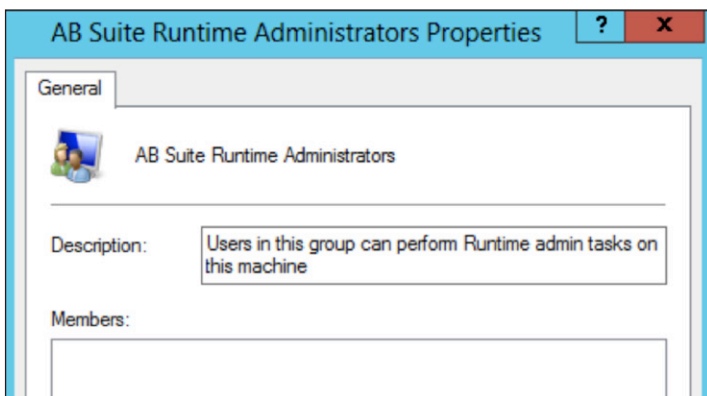 AB Suite Runtime Administrators Properties
? x
General
AB Suite Runtime Administrators
Description:
Users in this group can perform Runtime admin tasks on
this machine
Members: